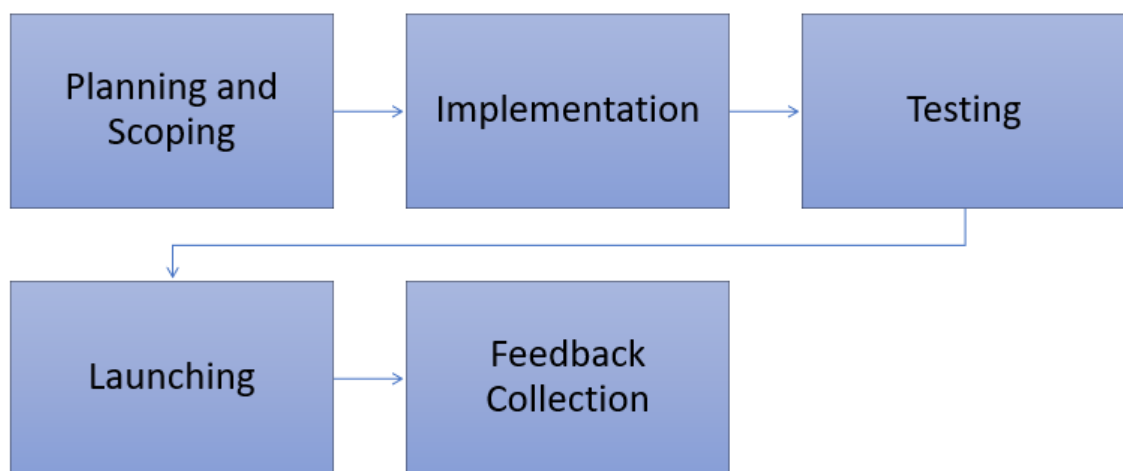 Planning and
Scoping
Implementation
Testing
Launching
Feedback
Collection